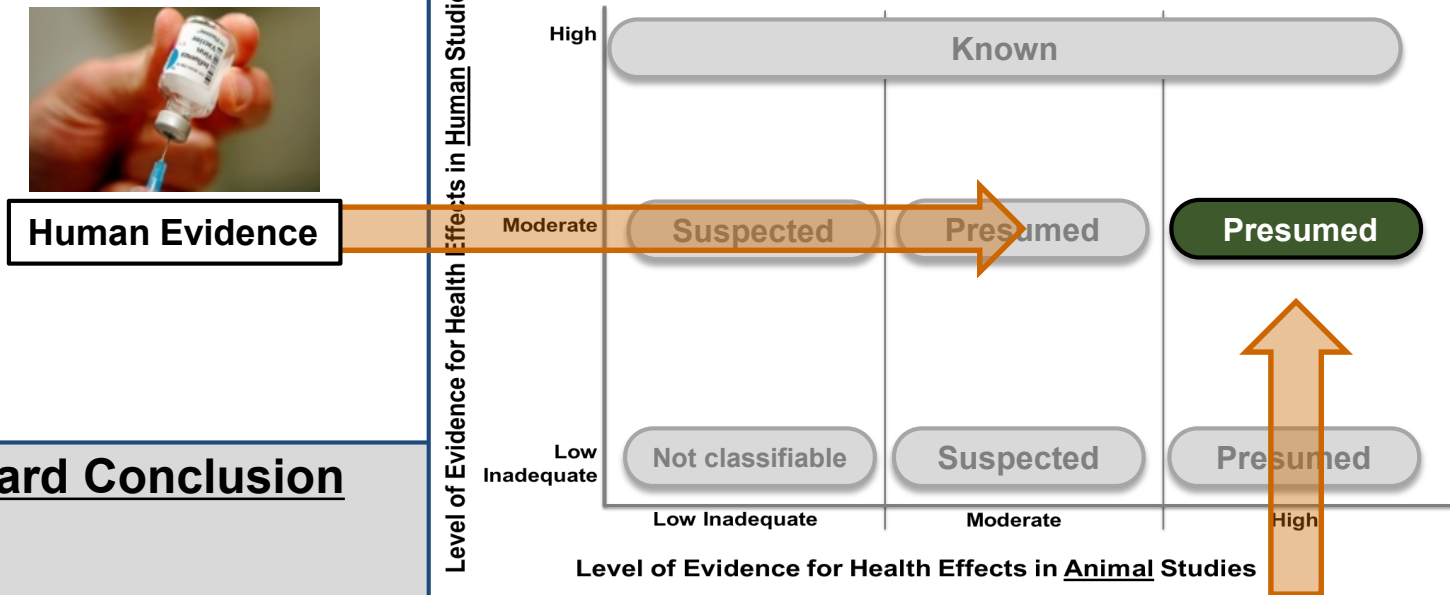 Human Evidence
ard Conclusion
Level of Evidence for Health Effects in Human Studie
High
Known
Moderate
Suspected
Presumed
Presumed
Low
Inadequate
Not classifiable
Suspected
Presumed
Low Inadequate
Moderate
High
Level of Evidence for Health Effects in Animal Studies